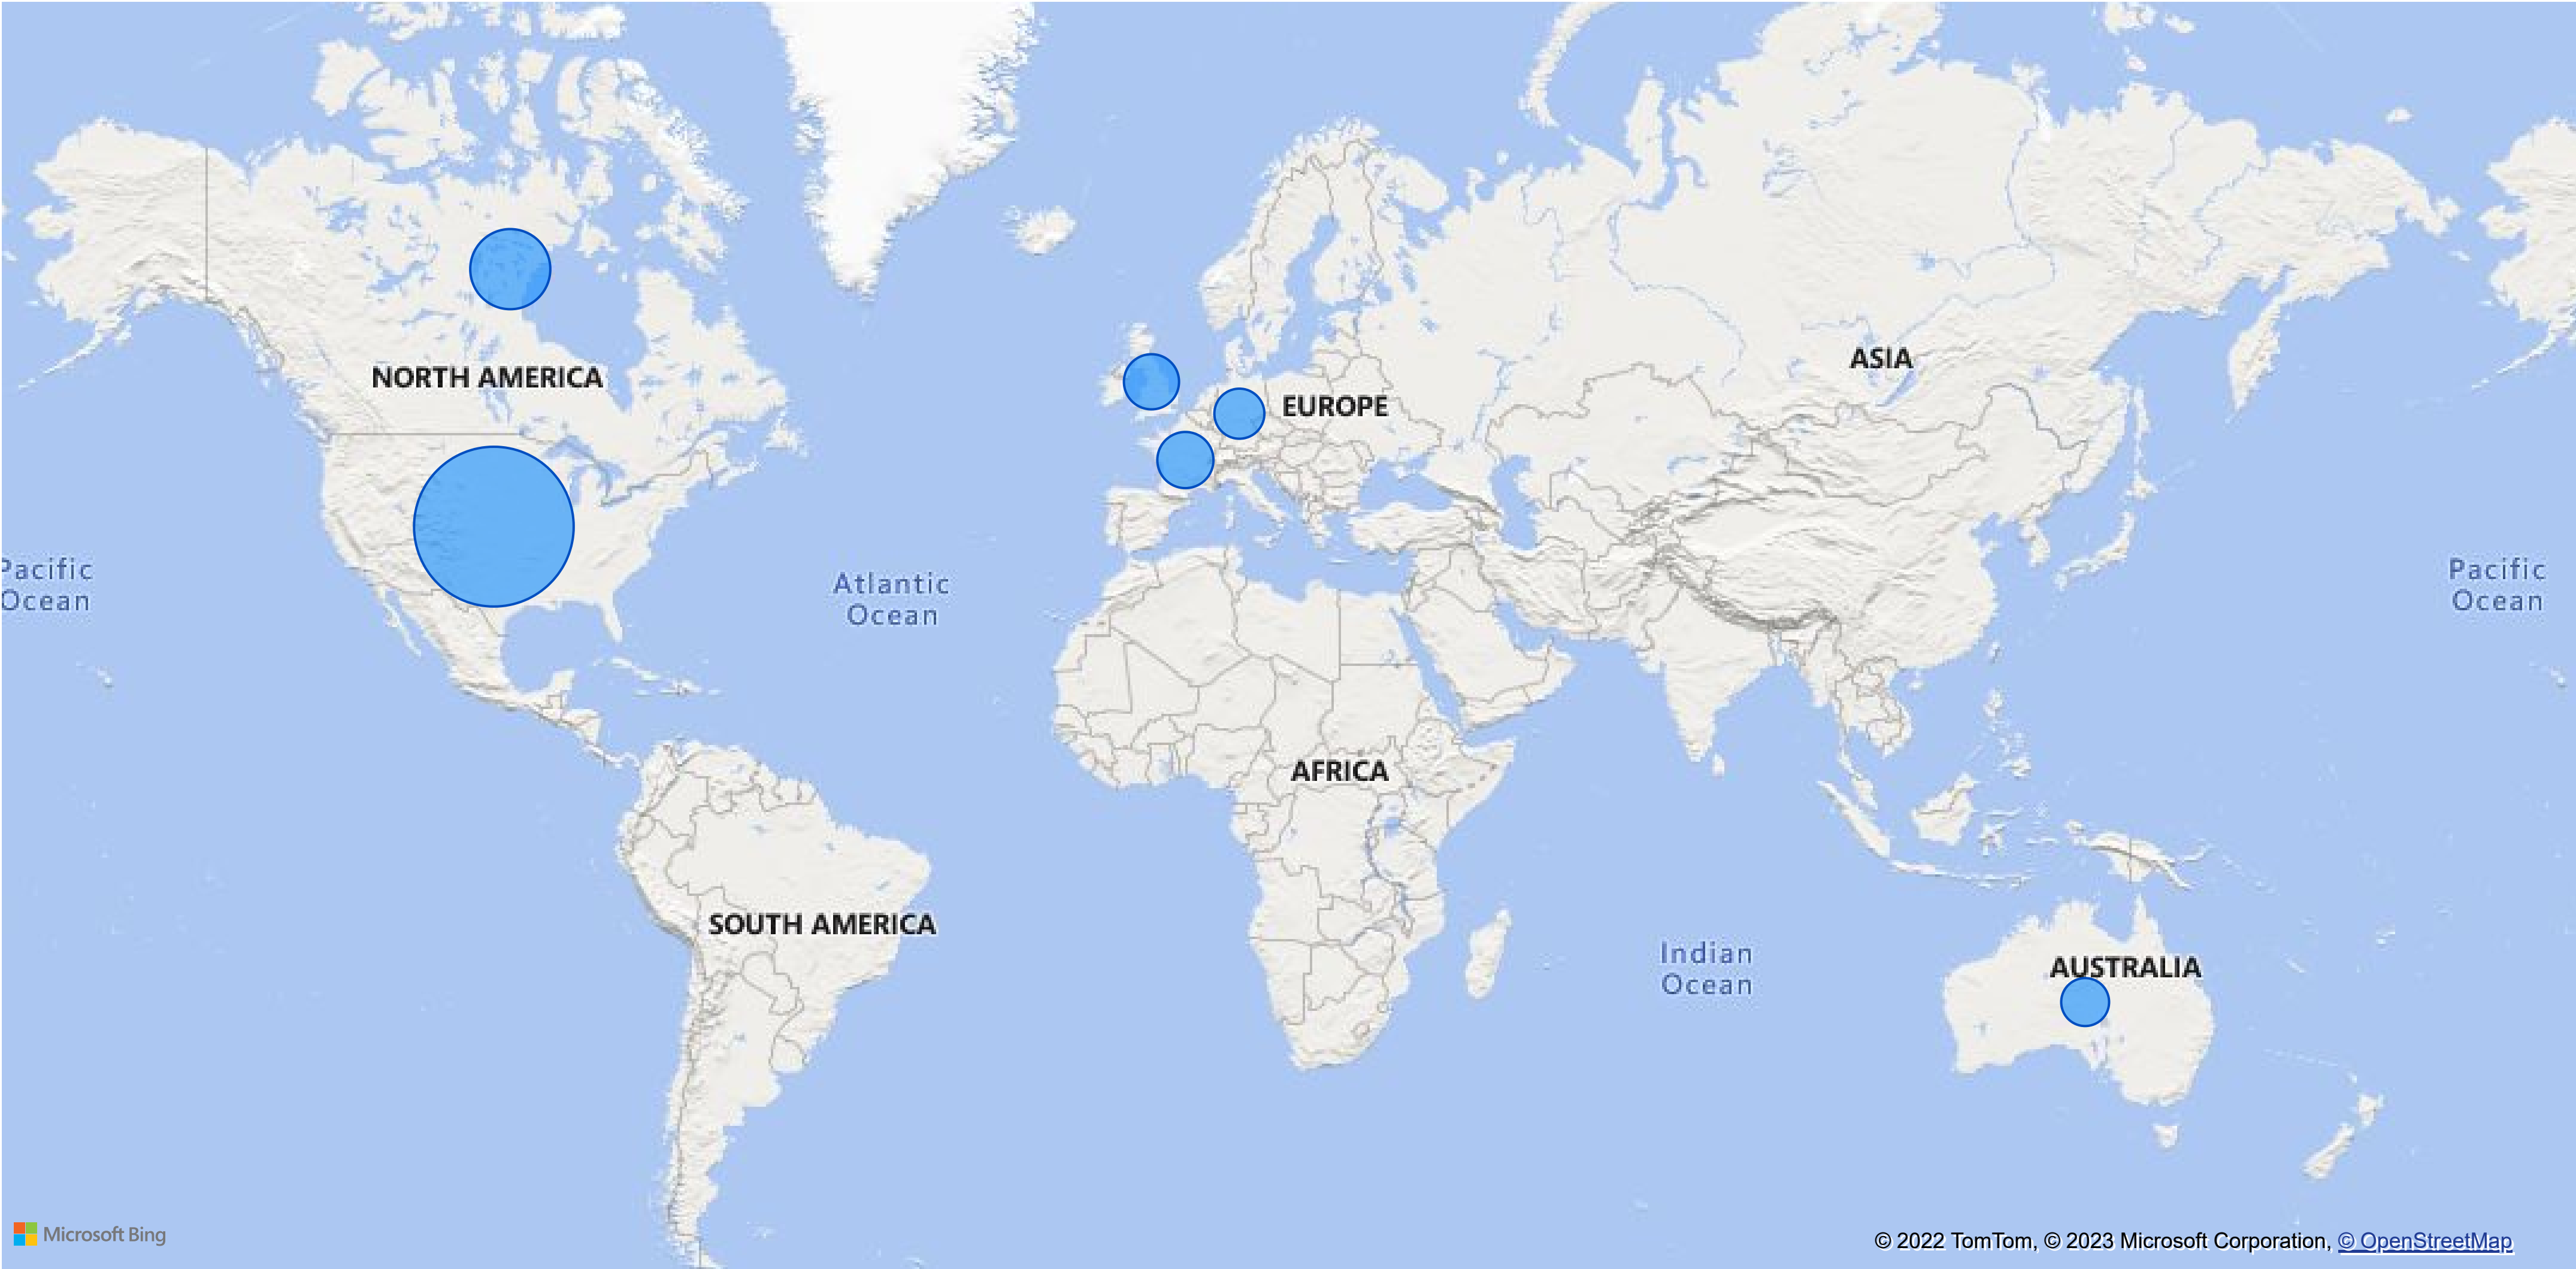 NORTH AMERICA
ASIA
EUROPE
Pacific
Ocean
Atlantic
Ocean
Pacific
Ocean
AFRICA
SOUTH AMERICA
Indian
Ocean
AUSTRALIA
Microsoft Bing
© 2022 TomTom, © 2023 Microsoft Corporation, © OpenStreetMap